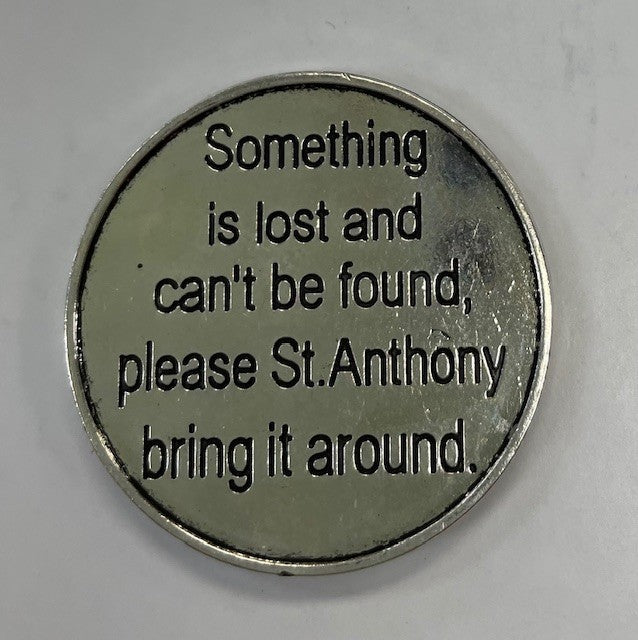 Something
is lost and
can't be found,
please St.Anthony
bring it around.